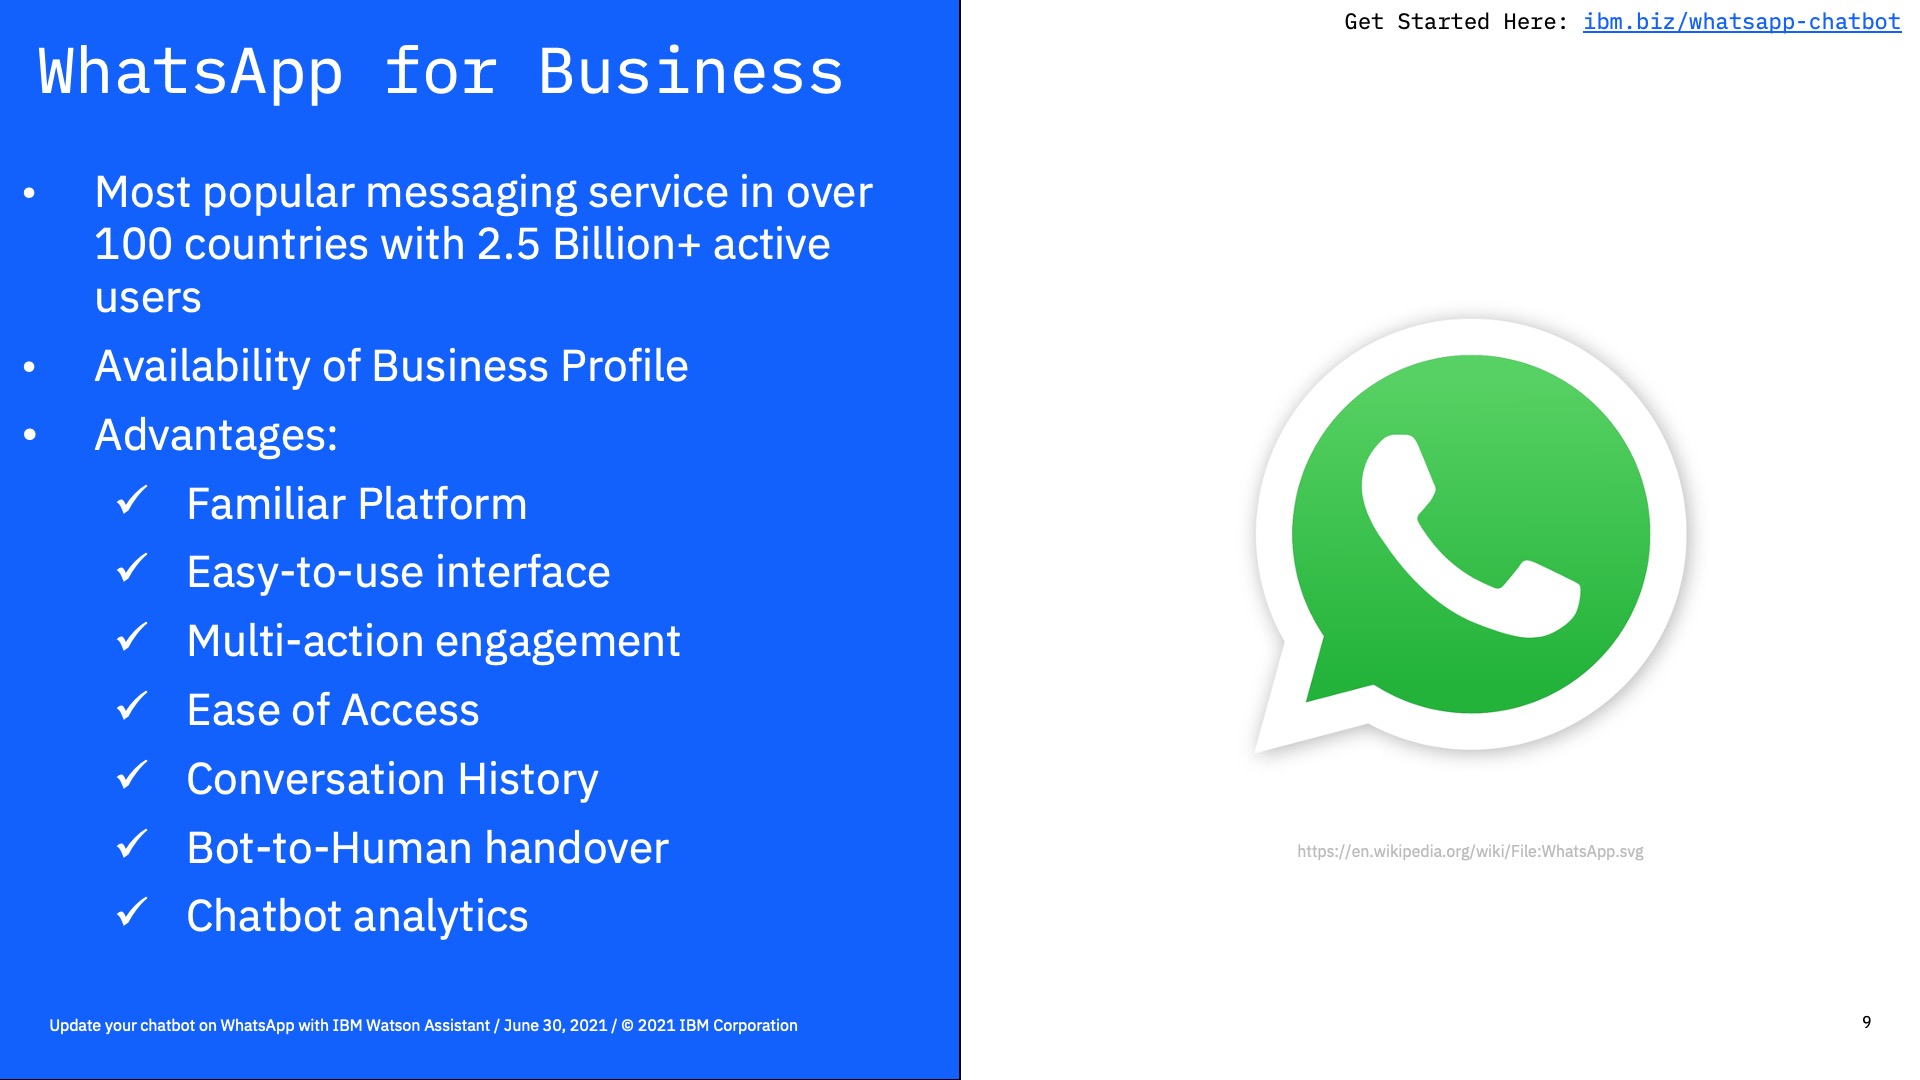 Get Started Here: ibm.biz/whatsapp-chatbot
WhatsApp for Business
• Most popular messaging service in over
100 countries with 2.5 Billion+ active
users
• Availability of Business Profile
• Advantages:
✓ Familiar Platform
✓ Easy-to-use interface
✓ Multi-action engagement
✓ Ease of Access
✓ Conversation History
✓ Bot-to-Human handover
✓ Chatbot analytics
https://en.wikipedia.org/wiki/File:WhatsApp.svg
Update your chatbot on WhatsApp with IBM Watson Assistant / June 30, 2021 / © 2021 IBM Corporation
9